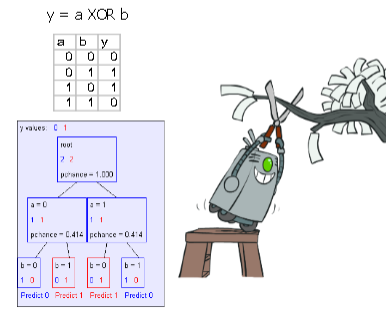 y = a XOR b
a b y
0 0 0
0 1 1
1 0 1
1 1 0
y values: 0 1
root
2 2
pchance = 1.000
a = 0 a = 1
1 1 1 1
pchance = 0.414 pchance = 0.414
b = 0 b = 1 b = 0 b = 1
1 0 0 1 0 1 1 0
Predict 0 Predict 1 Predict 1 Predict 0